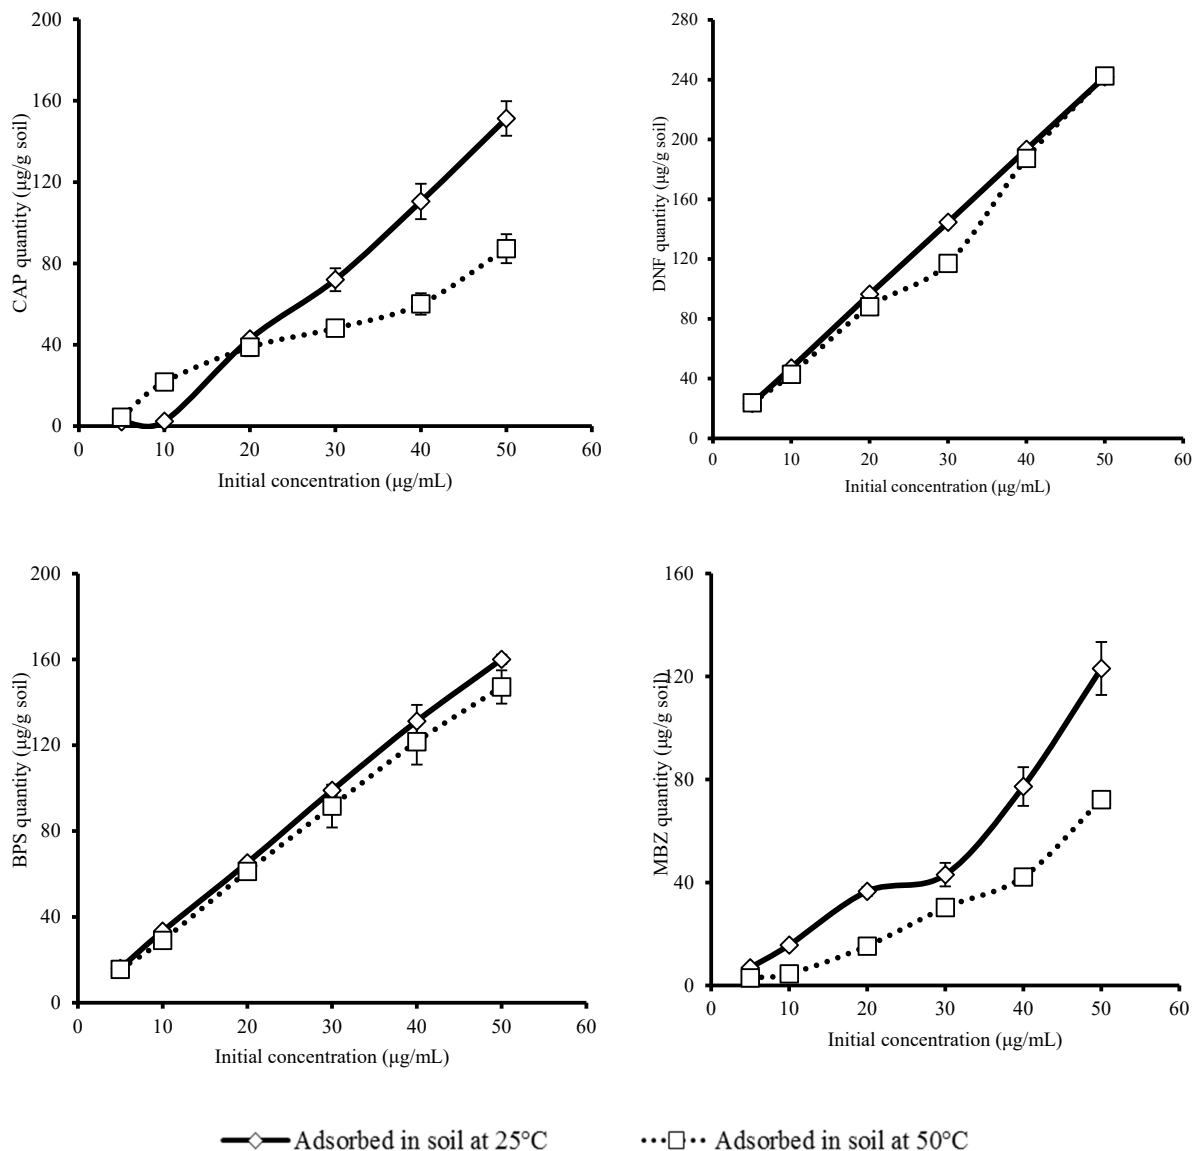 CAP quantity (µg/g soil)
200
160
120
80
40
0
0 10 20 30 40 50 60
Initial concentration (µg/mL)
DNF quantity (µg/g soil)
280
240
200
160
120
80
40
0
0 10 20 30 40 50 60
Initial concentration (µg/mL)
BPS quantity (µg/g soil)
200
160
120
80
40
0
0 10 20 30 40 50 60
Initial concentration (µg/mL)
MBZ quantity (µg/g soil)
160
120
80
40
0
0 10 20 30 40 50 60
Initial concentration (µg/mL)
Adsorbed in soil at 25°C Adsorbed in soil at 50°C